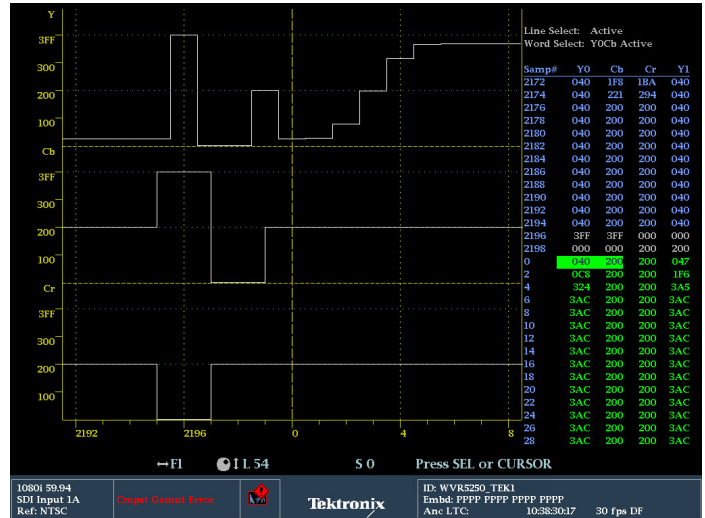 Y
3FF
300
200
100
Cb
3FF
300
200
100
Cr
3FF
300
200
100
2192 2196 0 4 8
Line Select: Active
Word Select: Y0Cb Active
Samp# Y0 Cb Cr Y1
2172 040 1F8 1BA 040
2174 040 221 294 040
2176 040 200 200 040
2178 040 200 200 040
2180 040 200 200 040
2182 040 200 200 040
2184 040 200 200 040
2186 040 200 200 040
2188 040 200 200 040
2190 040 200 200 040
2192 040 200 200 040
2194 040 200 200 040
2196 3FF 3FF 000 000
2198 000 000 200 200
0 040 200 200 047
2 0C8 200 200 1F6
4 324 200 200 3A5
6 3AC 200 200 3AC
8 3AC 200 200 3AC
10 3AC 200 200 3AC
12 3AC 200 200 3AC
14 3AC 200 200 3AC
16 3AC 200 200 3AC
18 3AC 200 200 3AC
20 3AC 200 200 3AC
22 3AC 200 200 3AC
24 3AC 200 200 3AC
26 3AC 200 200 3AC
28 3AC 200 200 3AC
↔F1 ↕L 54 S 0 Press SEL or CURSOR
1080i 59.94
SDI Input 1A
Ref: NTSC
Cmpst Gamut Error
Tektronix
ID: WVR5250_TEK1
Embd: PPPP PPPP PPPP PPPP
Anc LTC: 10:38:30:17 30 fps DF